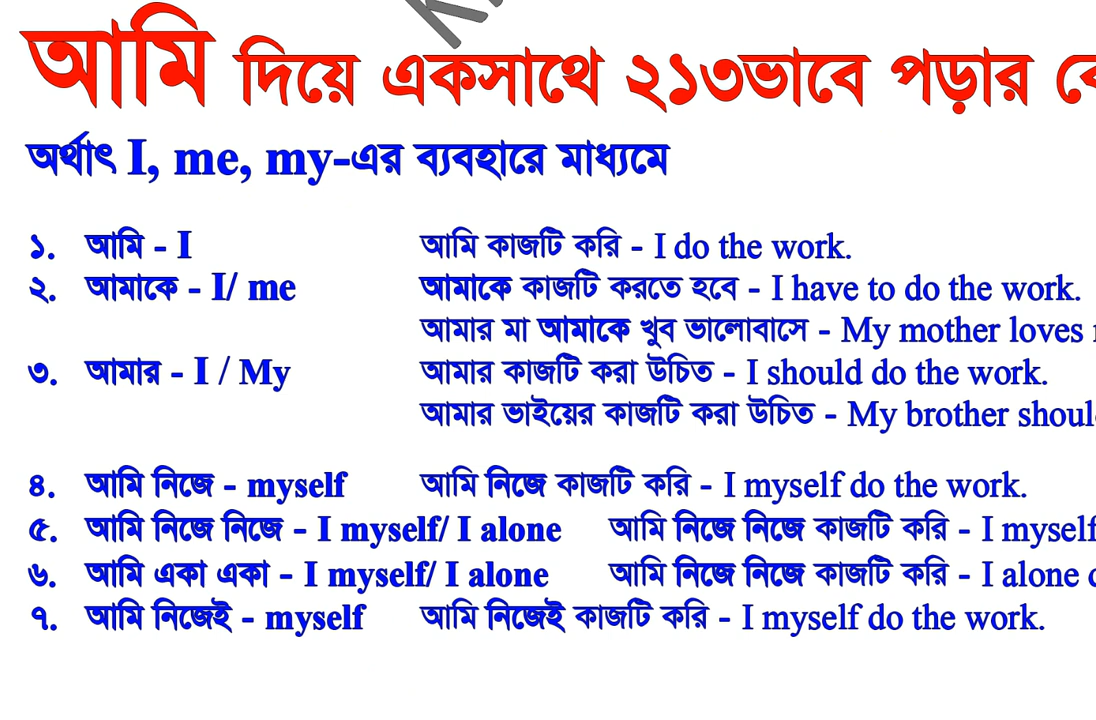 আমি দিয়ে একসাথে ২১৩ভাবে পড়ার
অর্থাৎ I, me, my-এর ব্যবহারে মাধ্যমে
১. আমি - I আমি কাজটি করি - I do the work.
২. আমাকে - I/ me আমাকে কাজটি করতে হবে - I have to do the work.
আমার মা আমাকে খুব ভালোবাসে - My mother loves
৩. আমার - I / My আমার কাজটি করা উচিত - I should do the work.
আমার ভাইয়ের কাজটি করা উচিত - My brother
৪. আমি নিজে - myself আমি নিজে কাজটি করি - I myself do the work.
৫. আমি নিজে নিজে - I myself/ I alone আমি নিজে নিজে কাজটি করি - I myself
৬. আমি একা একা - I myself/ I alone আমি নিজে নিজে কাজটি করি - I alone
৭. আমি নিজেই - myself আমি নিজেই কাজটি করি - I myself do the work.